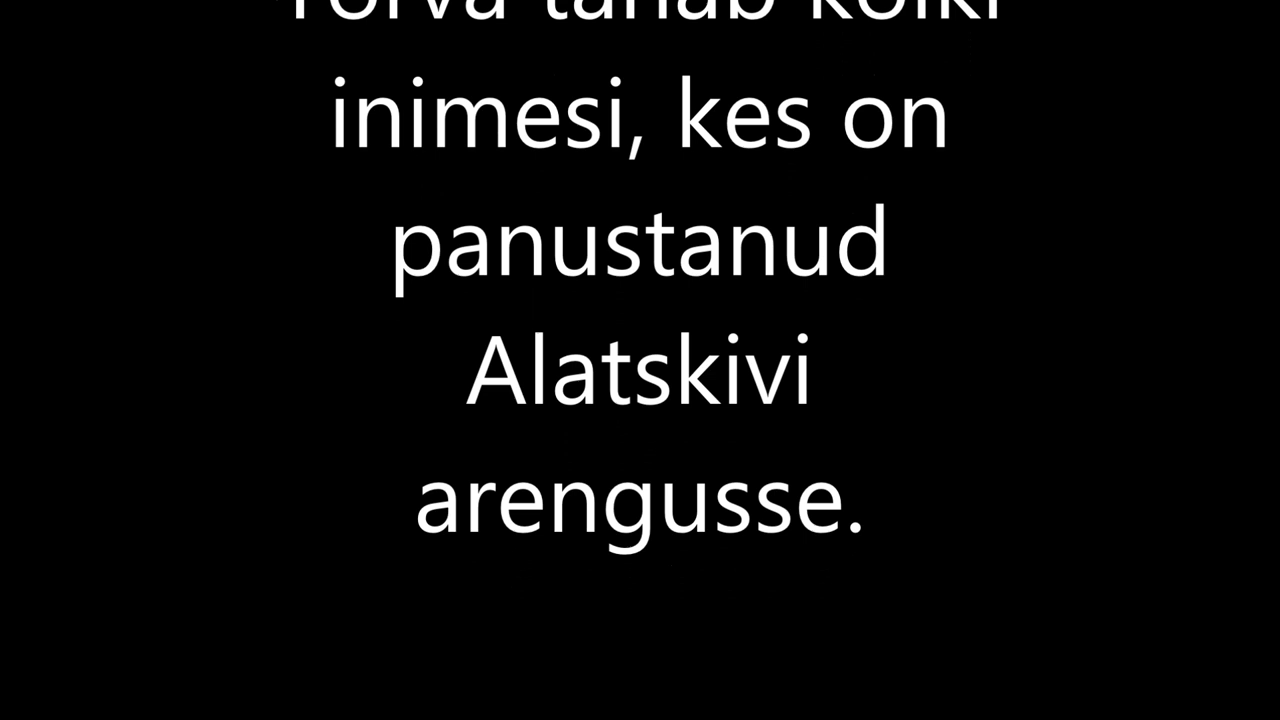 inimesi, kes on
panustanud
Alatskivi
arengusse.